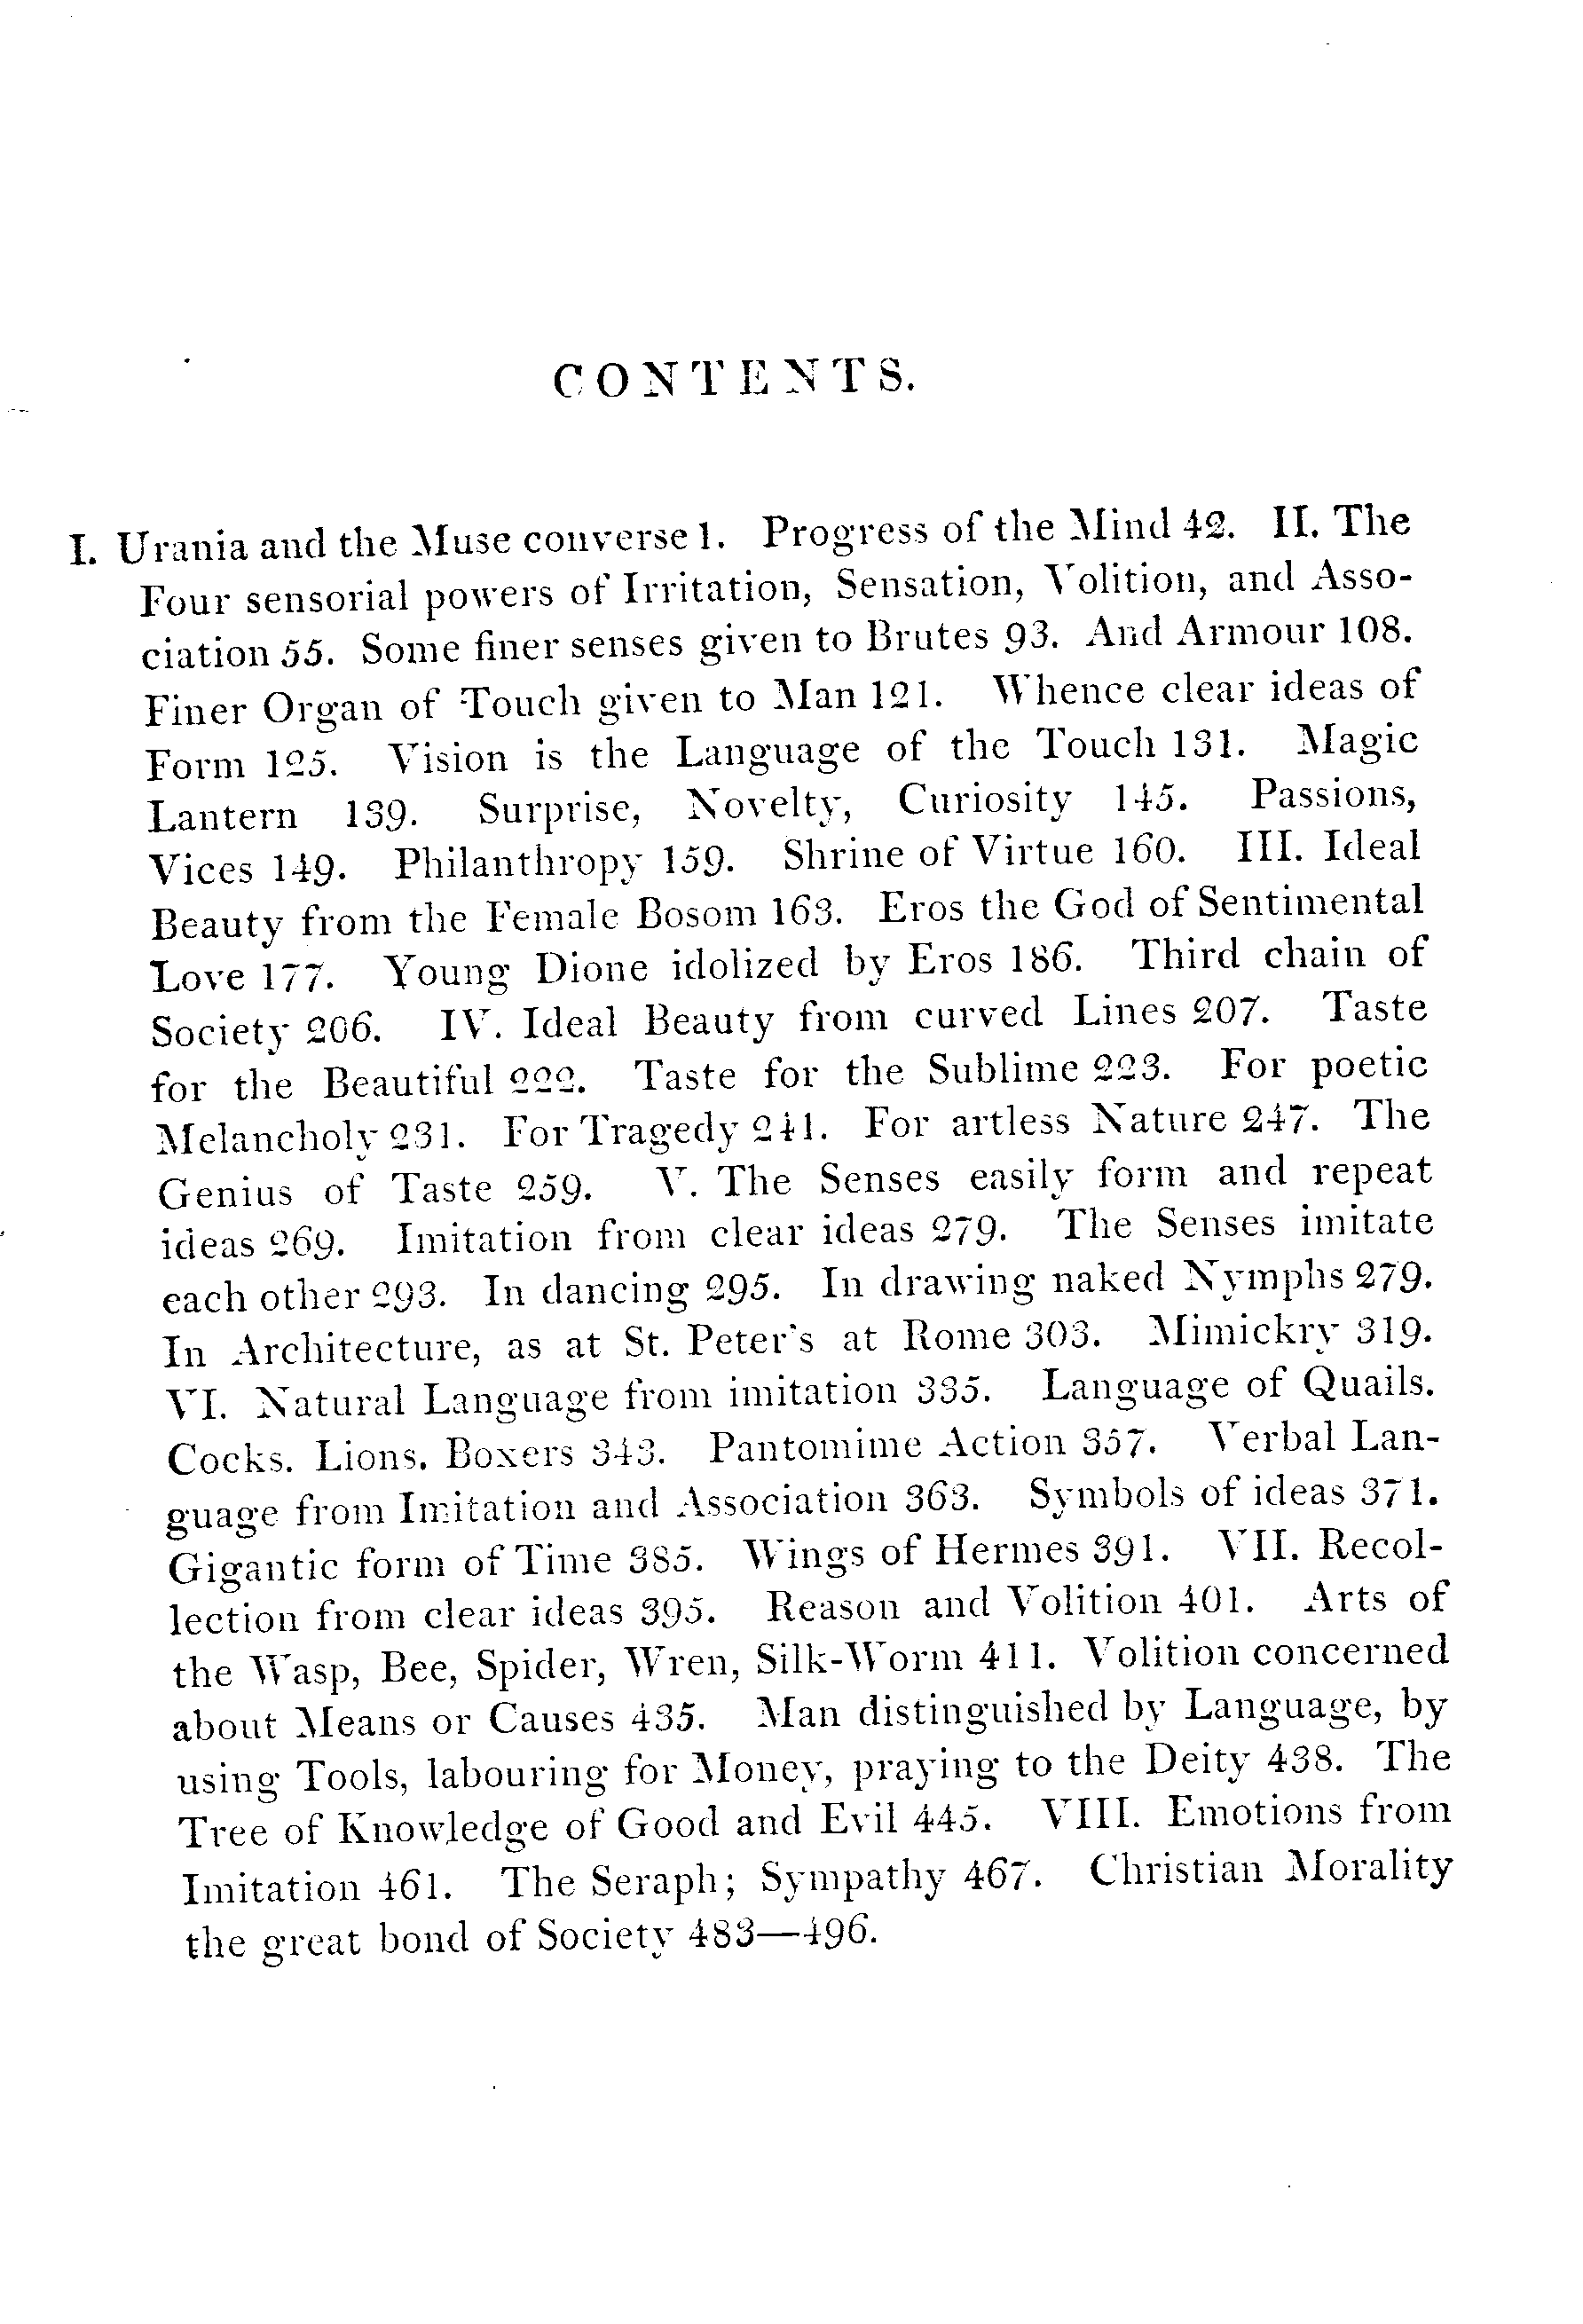 CONTENTS.
I. Urania and the Muse converse 1. Progress of the Mind 42. II. The
Four sensorial powers of Irritation, Sensation, Volition, and Asso-
ciation 55. Some finer senses given to Brutes 93. And Armour 108.
Finer Organ of Touch given to Man 121. Whence clear ideas of
Form 125. Vision is the Language of the Touch 131. Magic
Lantern 139. Surprise, Novelty, Curiosity 145. Passions,
Vices 149. Philanthropy 159. Shrine of Virtue 160. III. Ideal
Beauty from the Female Bosom 163. Eros the God of Sentimental
Love 177. Young Dione idolized by Eros 186. Third chain of
Society 206. IV. Ideal Beauty from curved Lines 207. Taste
for the Beautiful 222. Taste for the Sublime 223. For poetic
Melancholy 231. For Tragedy 241. For artless Nature 247. The
Genius of Taste 259. V. The Senses easily form and repeat
ideas 269. Imitation from clear ideas 279. The Senses imitate
each other 293. In dancing 295. In drawing naked Nymphs 279.
In Architecture, as at St. Peter's at Rome 303. Mimickry 319.
VI. Natural Language from imitation 335. Language of Quails.
Cocks. Lions. Boxers 343. Pantomime Action 357. Verbal Lan-
guage from Imitation and Association 363. Symbols of ideas 371.
Gigantic form of Time 385. Wings of Hermes 391. VII. Recol-
lection from clear ideas 395. Reason and Volition 401. Arts of
the Wasp, Bee, Spider, Wren, Silk-Worm 411. Volition concerned
about Means or Causes 435. Man distinguished by Language, by
using Tools, labouring for Money, praying to the Deity 438. The
Tree of Knowledge of Good and Evil 445. VIII. Emotions from
Imitation 461. The Seraph; Sympathy 467. Christian Morality
the great bond of Society 483—496.